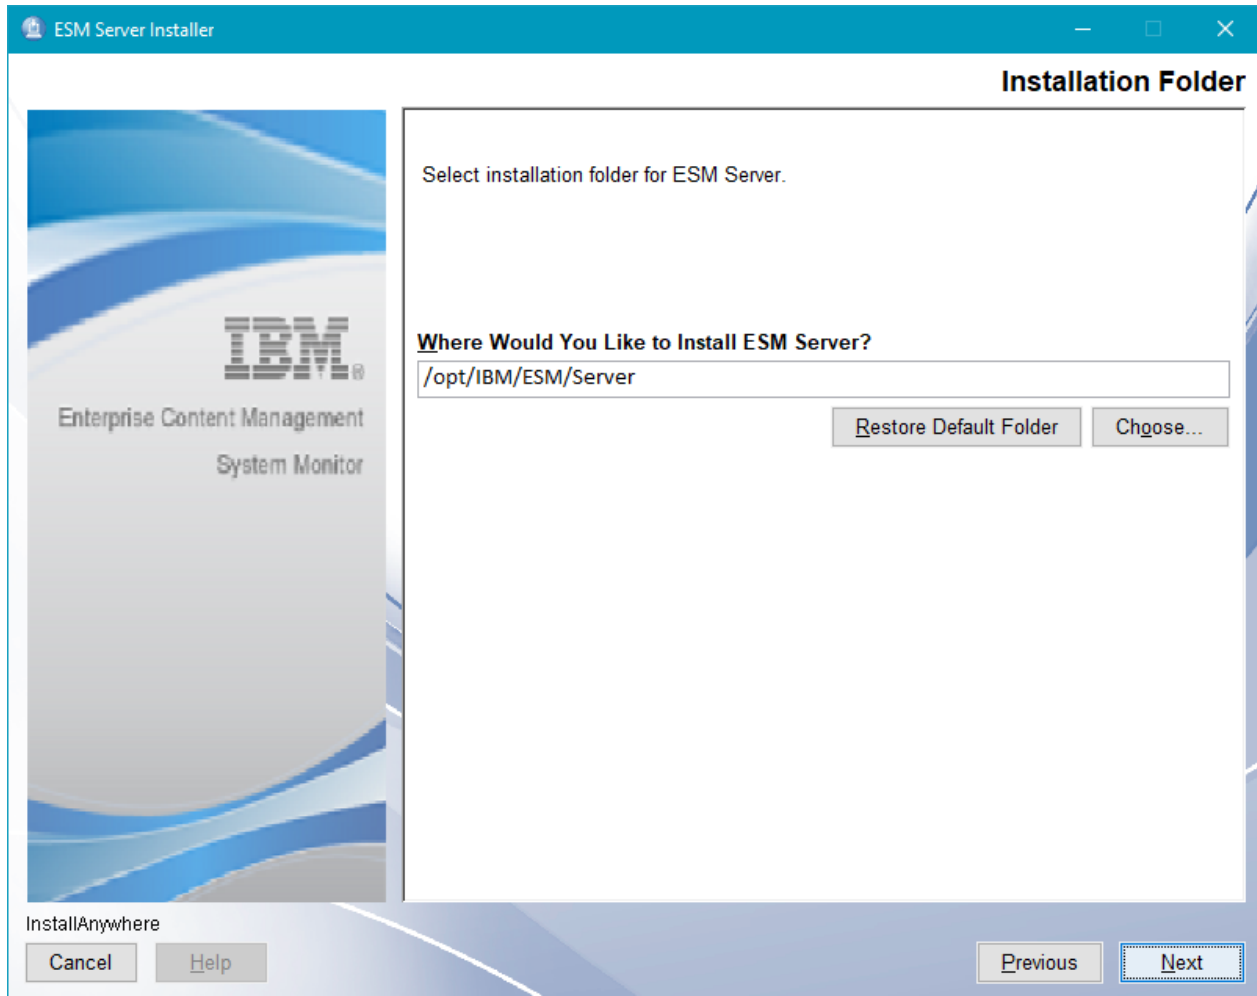 ESM Server Installer
Installation Folder
Select installation folder for ESM Server.
IBM®
Enterprise Content Management
System Monitor
Where Would You Like to Install ESM Server?
/opt/IBM/ESM/Server
Restore Default Folder
Choose...
InstallAnywhere
Cancel
Help
Previous
Next